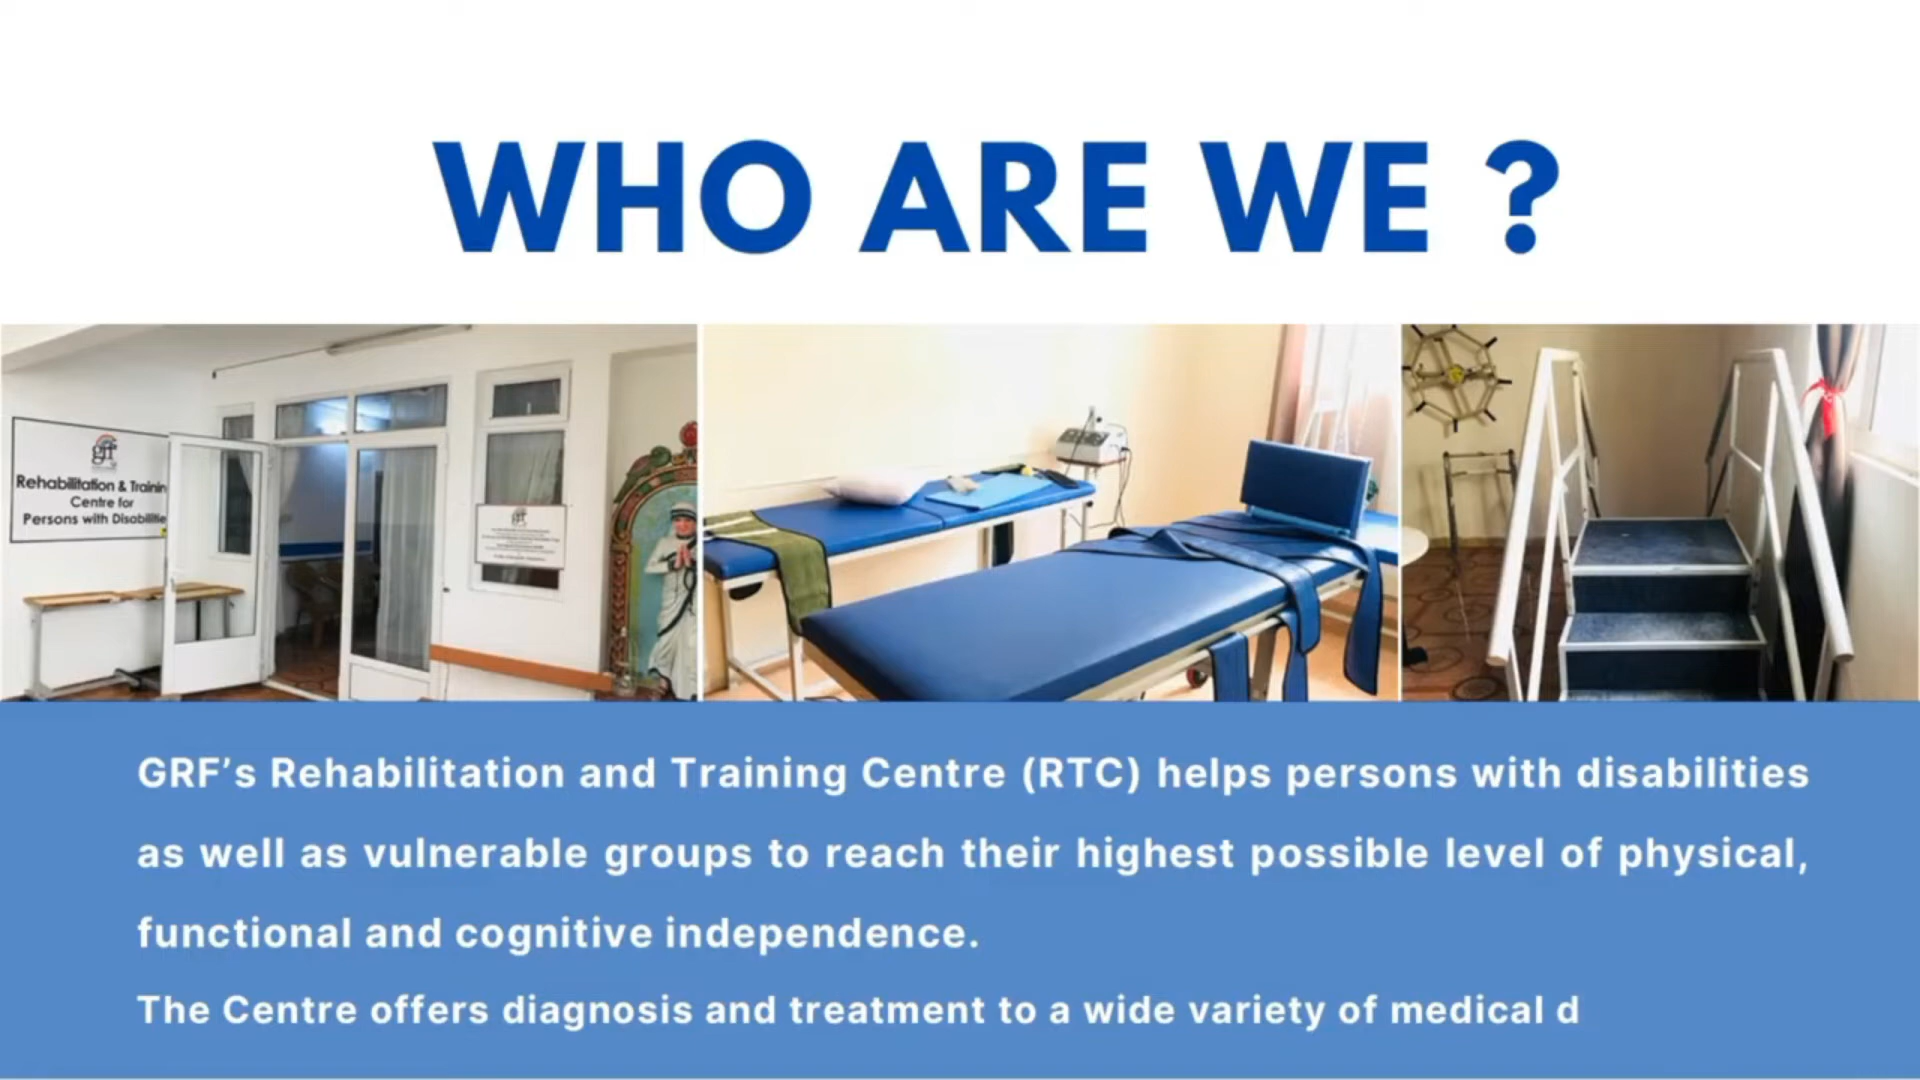 WHO ARE WE ?
grf
Rehabilitation & Trainin
Centre for
Persons with Disabilitie
grf
GRF’s Rehabilitation and Training Centre (RTC) helps persons with disabilities
as well as vulnerable groups to reach their highest possible level of physical,
functional and cognitive independence.
The Centre offers diagnosis and treatment to a wide variety of medical d